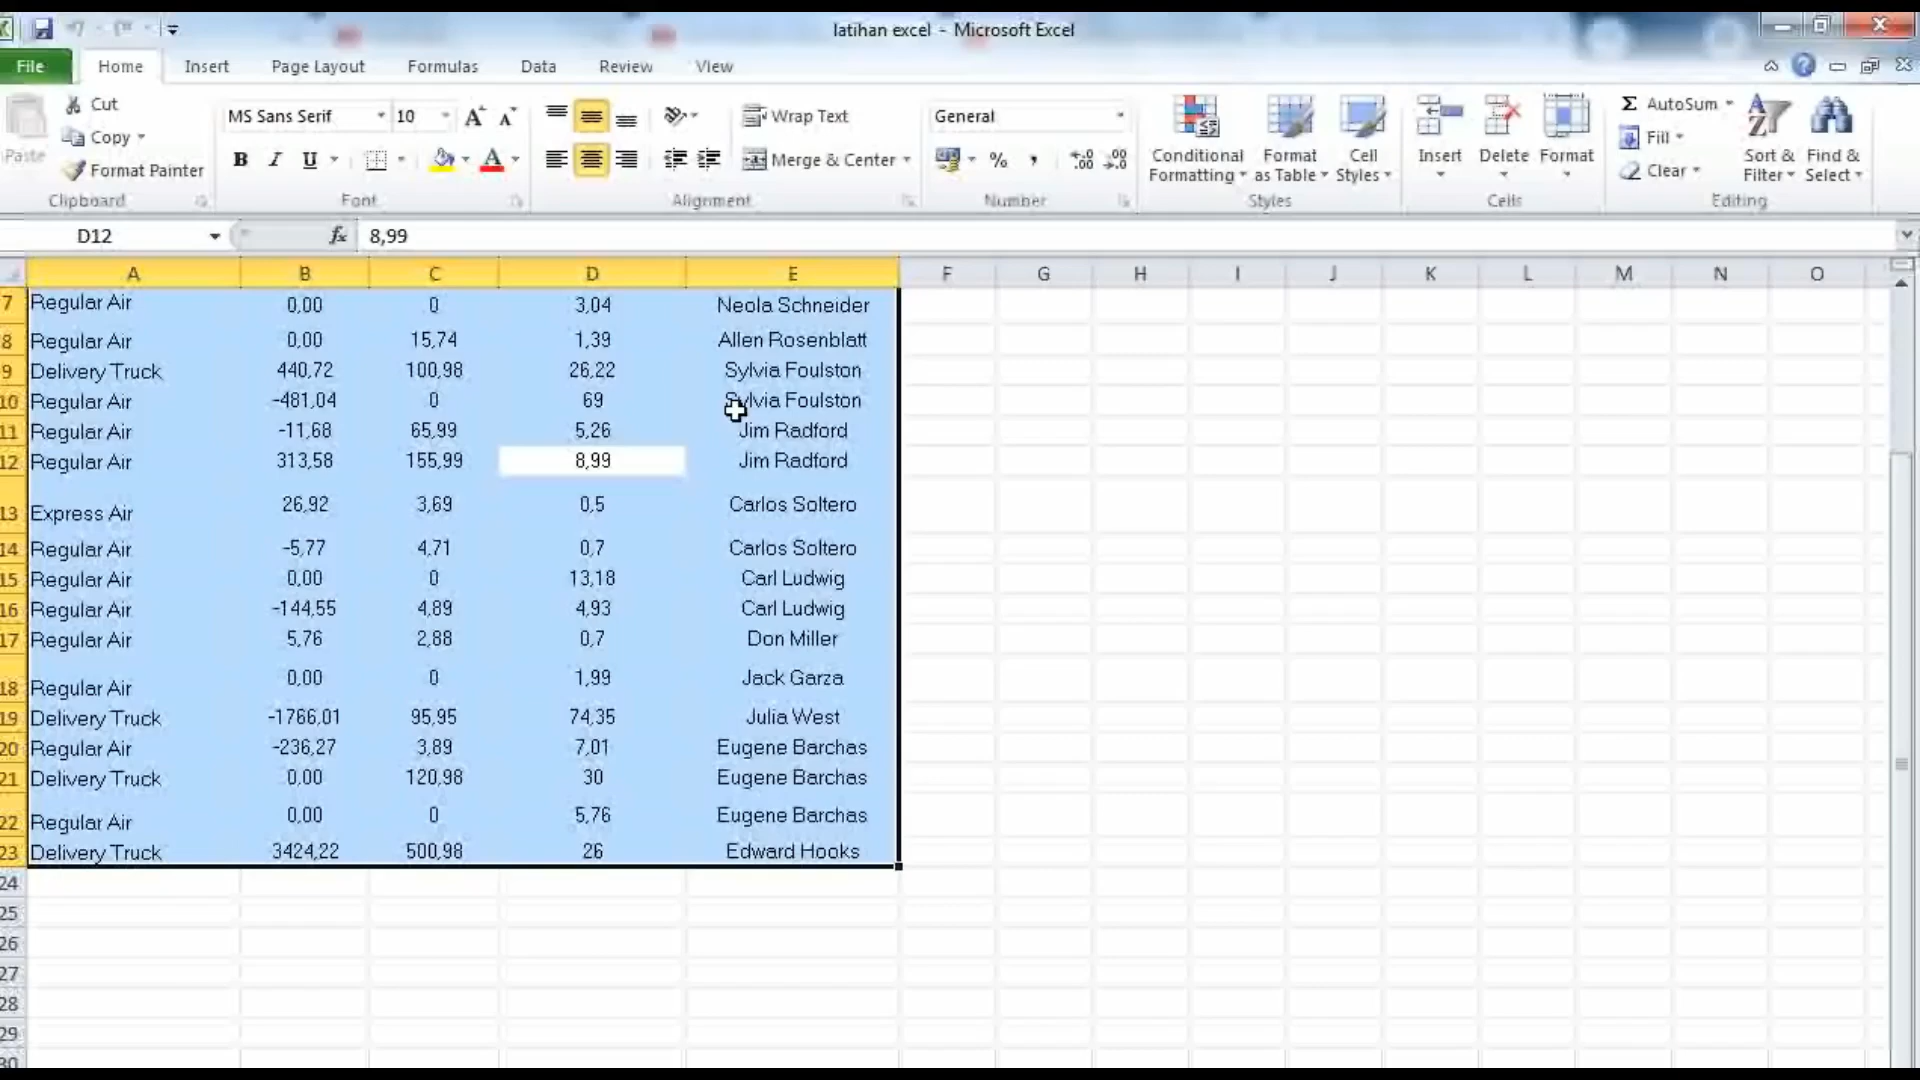 latihan excel - Microsoft Excel
File Home Insert Page Layout Formulas Data Review View
Paste
Cut
Copy
Format Painter
Clipboard
MS Sans Serif 10
B I U
Font
Wrap Text
Merge & Center
Alignment
General
%
Number
Conditional Formatting
Format as Table
Cell Styles
Styles
Insert Delete Format
Cells
Σ AutoSum
Fill
Clear
Sort & Filter
Find & Select
Editing
D12 fx 8,99
A B C D E F G H I J K L M N O
7 Regular Air 0,00 0 3,04 Neola Schneider
8 Regular Air 0,00 15,74 1,39 Allen Rosenblatt
9 Delivery Truck 440,72 100,98 26,22 Sylvia Foulston
10 Regular Air -481,04 0 69 Sylvia Foulston
11 Regular Air -11,68 65,99 5,26 Jim Radford
12 Regular Air 313,58 155,99 8,99 Jim Radford
13 Express Air 26,92 3,69 0,5 Carlos Soltero
14 Regular Air -5,77 4,71 0,7 Carlos Soltero
15 Regular Air 0,00 0 13,18 Carl Ludwig
16 Regular Air -144,55 4,89 4,93 Carl Ludwig
17 Regular Air 5,76 2,88 0,7 Don Miller
18 Regular Air 0,00 0 1,99 Jack Garza
19 Delivery Truck -1766,01 95,95 74,35 Julia West
20 Regular Air -236,27 3,89 7,01 Eugene Barchas
21 Delivery Truck 0,00 120,98 30 Eugene Barchas
22 Regular Air 0,00 0 5,76 Eugene Barchas
23 Delivery Truck 3424,22 500,98 26 Edward Hooks
24
25
26
27
28
29
30